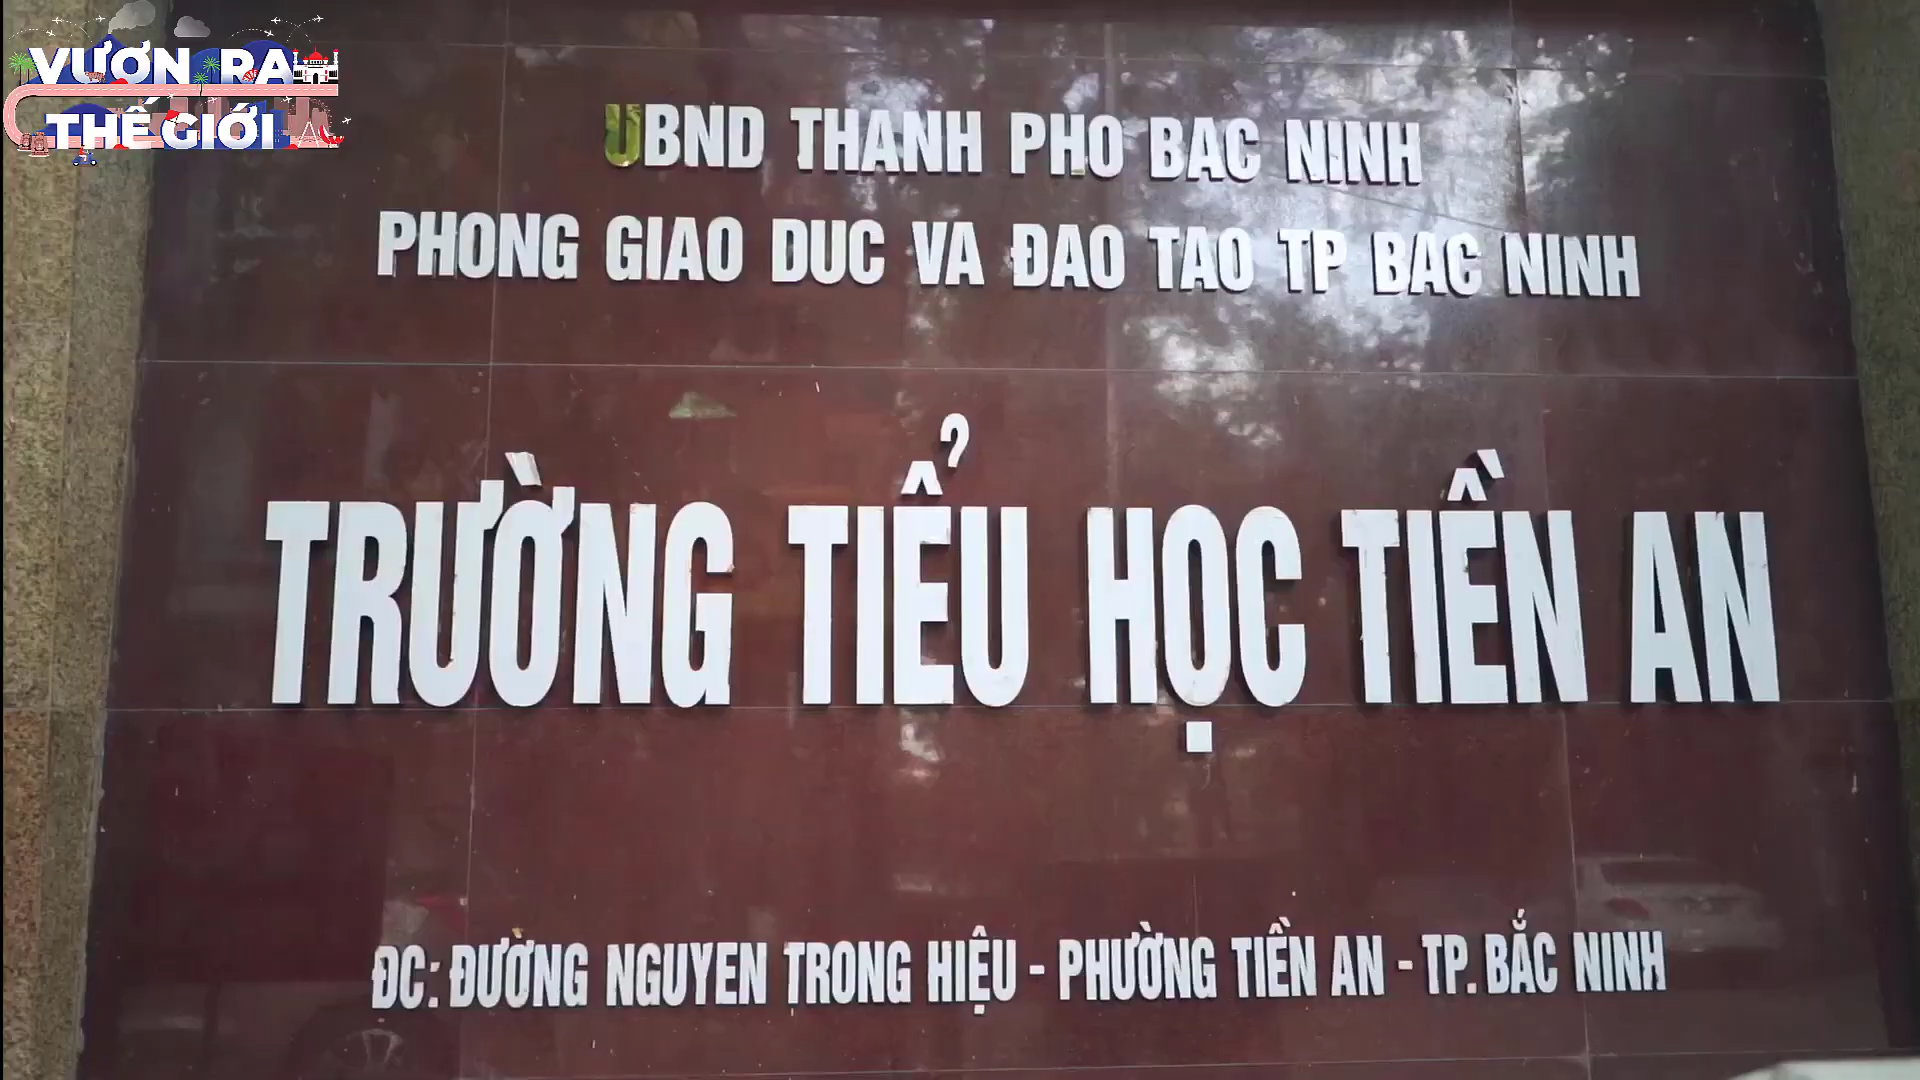 VƯƠN RA
THẾ GIỚI
UBND THANH PHO BAC NINH
PHONG GIAO DUC VA ĐAO TAO TP BAC NINH
TRƯỜNG TIỂU HỌC TIỀN AN
ĐC: ĐƯỜNG NGUYEN TRONG HIỆU - PHƯỜNG TIỀN AN - TP. BẮC NINH